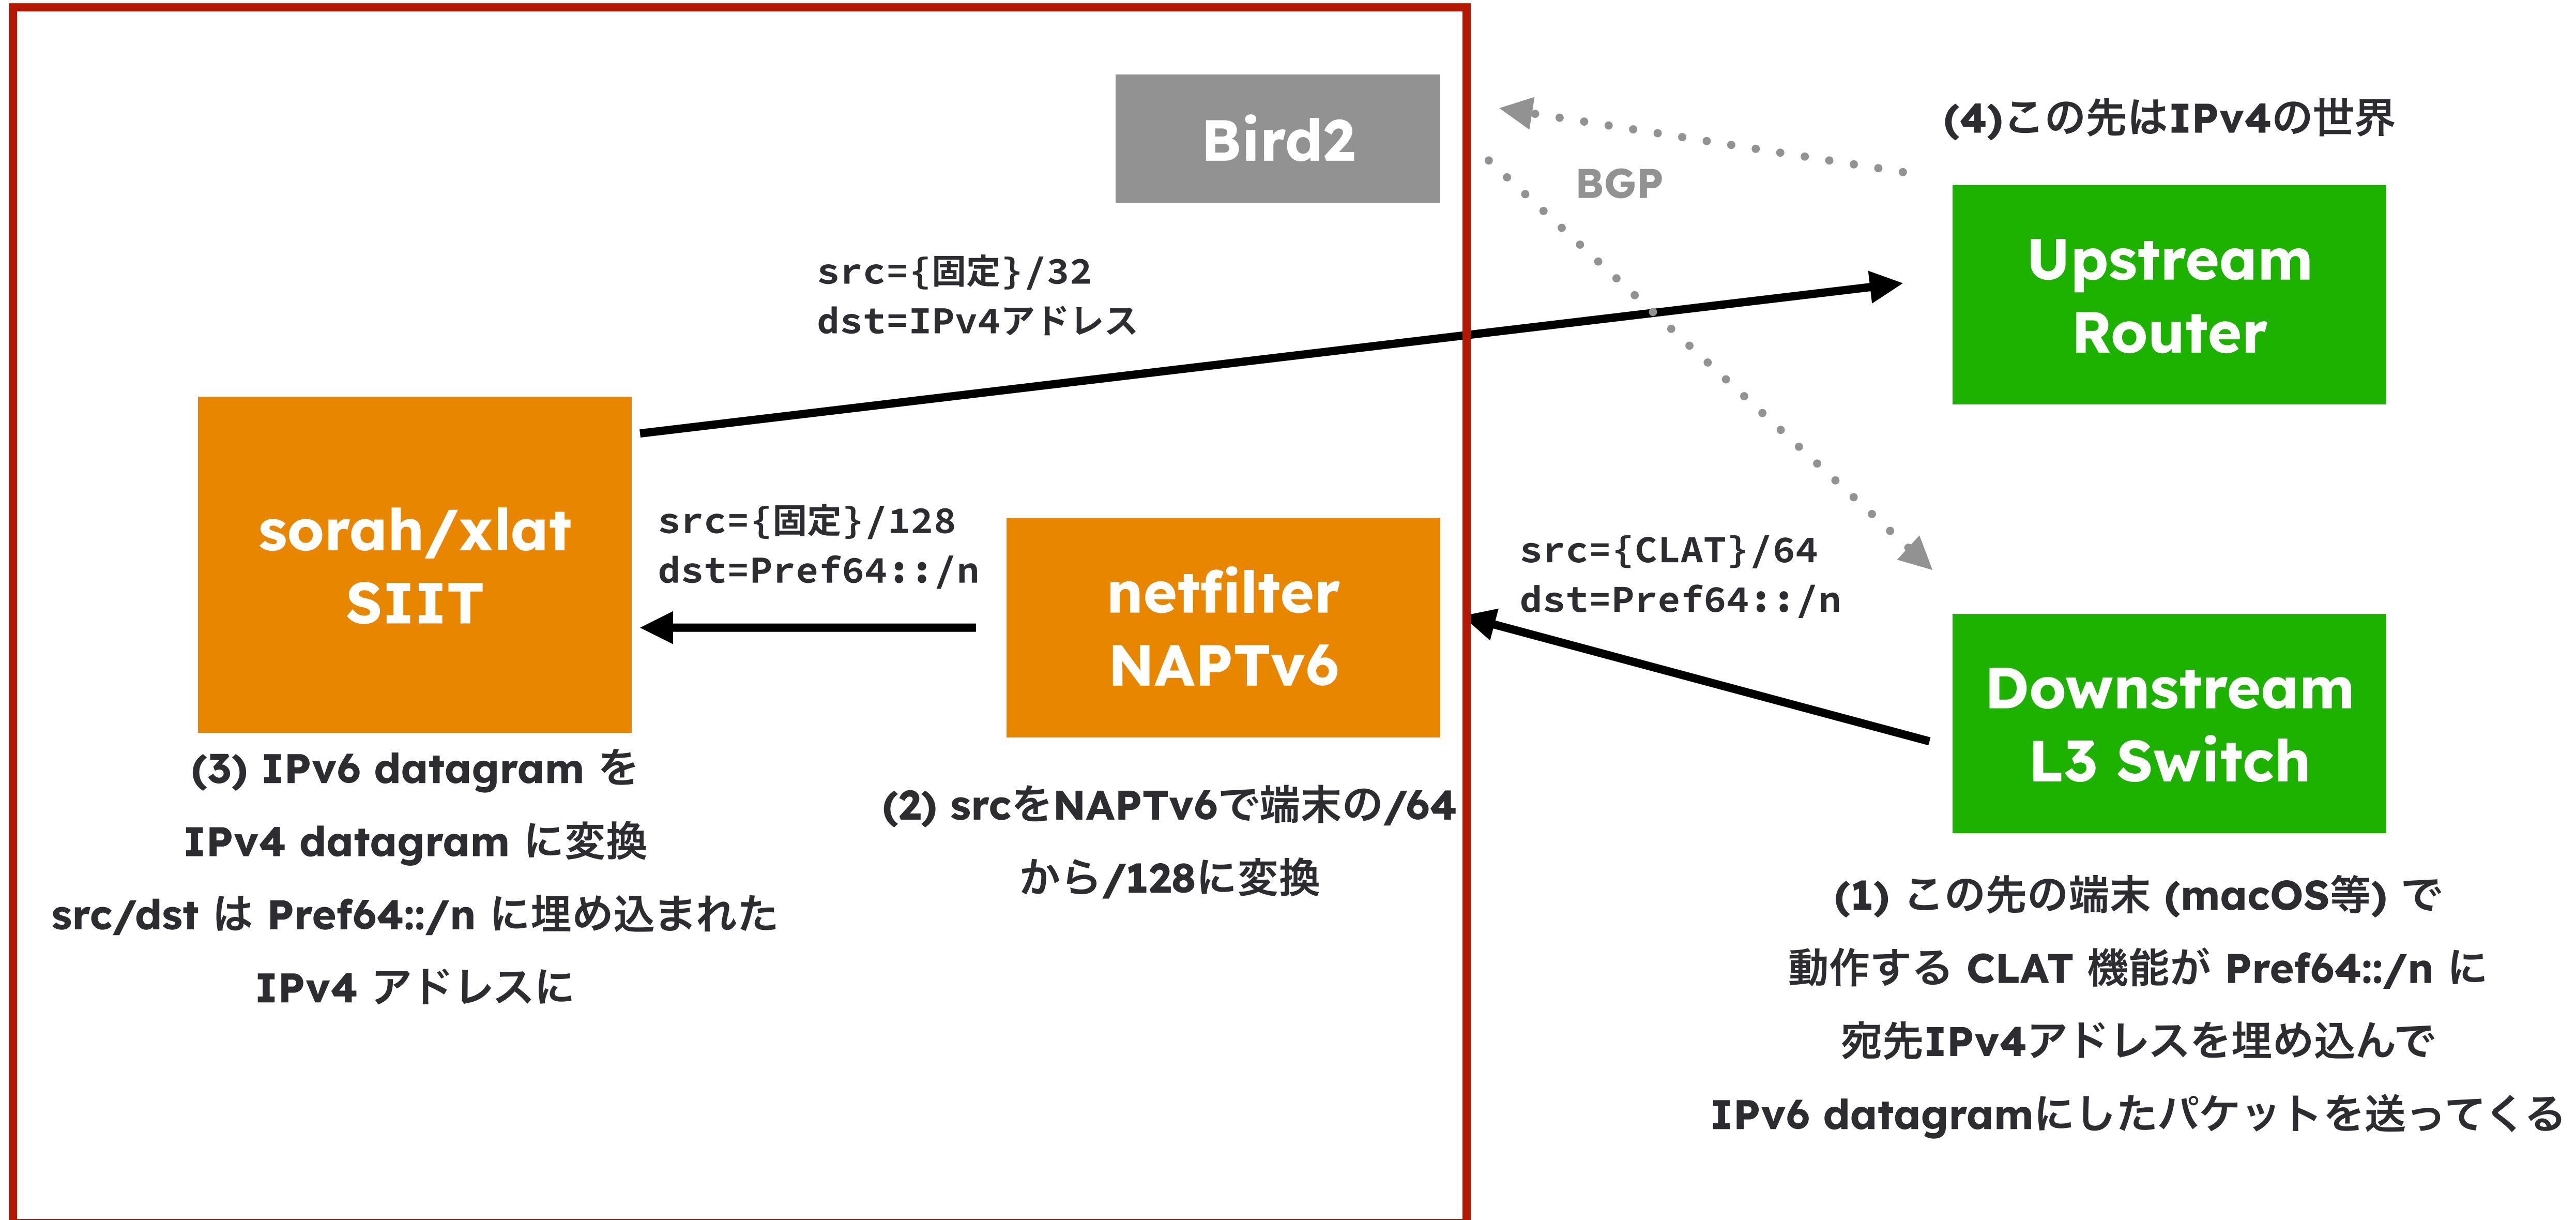 Bird2
BGP
(4)この先はIPv4の世界
Upstream
Router
src={固定}/32
dst=IPv4アドレス
sorah/xlat
SIIT
src={固定}/128
dst=Pref64::/n
netfilter
NAPTv6
src={CLAT}/64
dst=Pref64::/n
Downstream
L3 Switch
(3) IPv6 datagram を
IPv4 datagram に変換
src/dst は Pref64::/n に埋め込まれた
IPv4 アドレスに
(2) srcをNAPTv6で端末の/64
から/128に変換
(1) この先の端末 (macOS等) で
動作する CLAT 機能が Pref64::/n に
宛先IPv4アドレスを埋め込んで
IPv6 datagramにしたパケットを送ってくる